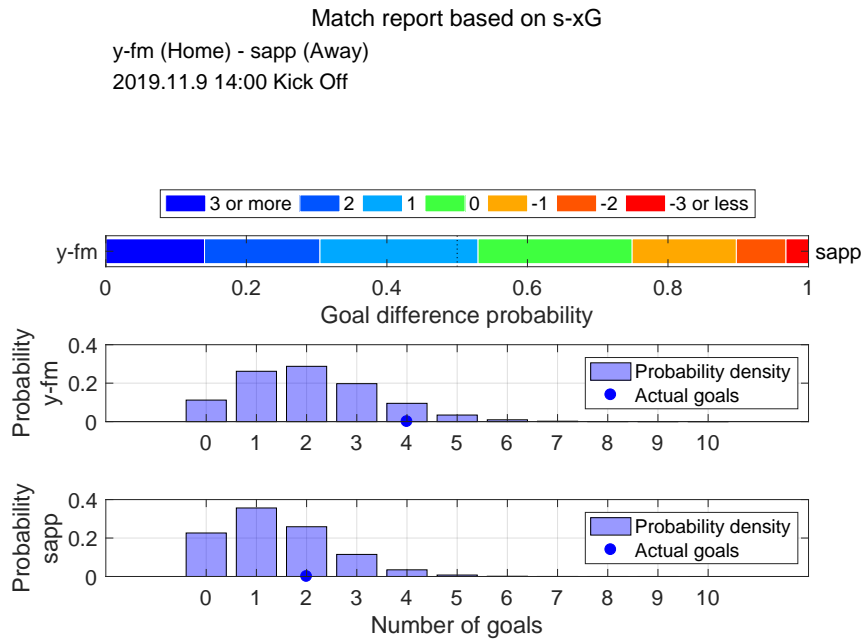 Match report based on s-xG
y-fm (Home) - sapp (Away)
2019.11.9 14:00 Kick Off
3 or more 2 1 0 -1 -2 -3 or less
y-fm sapp
0 0.2 0.4 0.6 0.8 1
Goal difference probability
Probability
y-fm
0.4
0.2
0
Probability density
Actual goals
0 1 2 3 4 5 6 7 8 9 10
Probability
sapp
0.4
0.2
0
Probability density
Actual goals
0 1 2 3 4 5 6 7 8 9 10
Number of goals